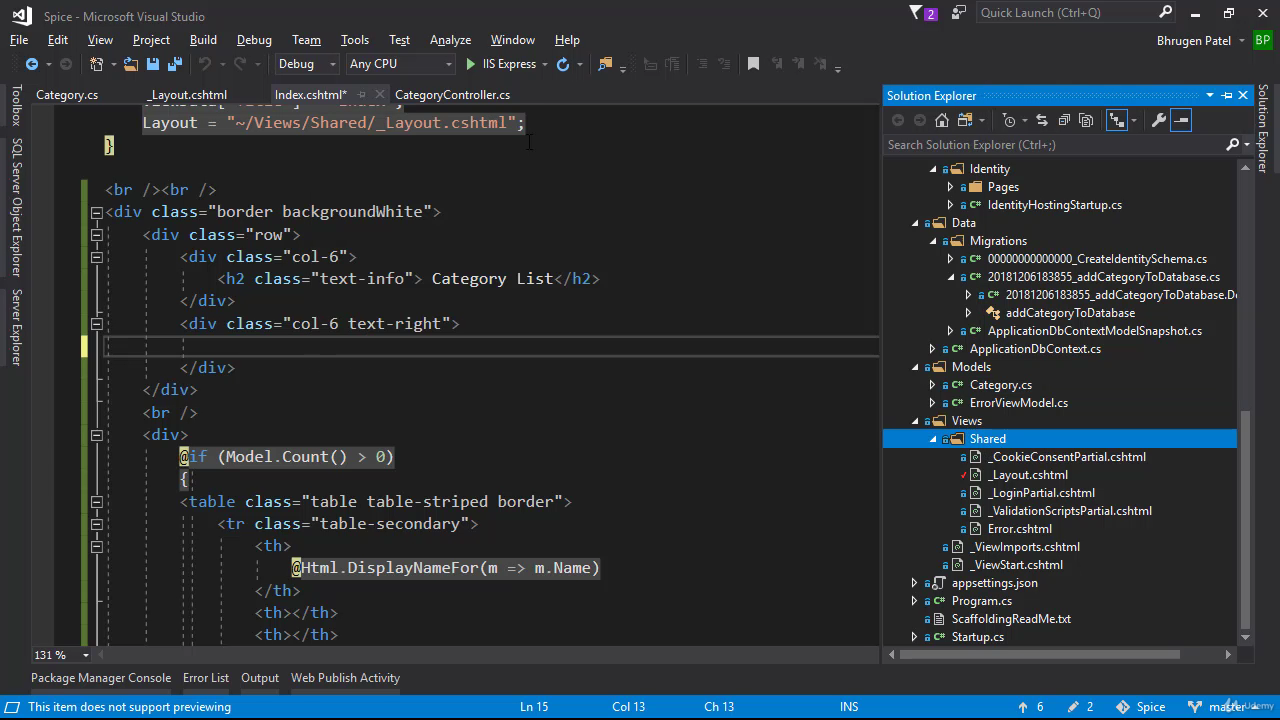 Spice - Microsoft Visual Studio
2
Quick Launch (Ctrl+Q)
File Edit View Project Build Debug Team Tools Test Analyze Window Help
Bhrugen Patel
BP
Debug Any CPU IIS Express
Category.cs _Layout.cshtml Index.cshtml* CategoryController.cs
Layout = "~/Views/Shared/_Layout.cshtml";
}
<br /><br />
<div class="border backgroundWhite">
<div class="row">
<div class="col-6">
<h2 class="text-info"> Category List</h2>
</div>
<div class="col-6 text-right">
</div>
</div>
<br />
<div>
@if (Model.Count() > 0)
{
<table class="table table-striped border">
<tr class="table-secondary">
<th>
@Html.DisplayNameFor(m => m.Name)
</th>
<th></th>
<th></th>
131 %
Toolbox
SQL Server Object Explorer
Server Explorer
Solution Explorer
Search Solution Explorer (Ctrl+;)
Identity
Pages
IdentityHostingStartup.cs
Data
Migrations
00000000000000_CreateIdentitySchema.cs
20181206183855_addCategoryToDatabase.cs
20181206183855_addCategoryToDatabase.De
addCategoryToDatabase
ApplicationDbContextModelSnapshot.cs
ApplicationDbContext.cs
Models
Category.cs
ErrorViewModel.cs
Views
Shared
_CookieConsentPartial.cshtml
_Layout.cshtml
_LoginPartial.cshtml
_ValidationScriptsPartial.cshtml
Error.cshtml
_ViewImports.cshtml
_ViewStart.cshtml
appsettings.json
Program.cs
ScaffoldingReadMe.txt
Startup.cs
Solution Explorer
Package Manager Console Error List Output Web Publish Activity
This item does not support previewing Ln 15 Col 13 Ch 13 INS 6 2 Spice master
Udemy